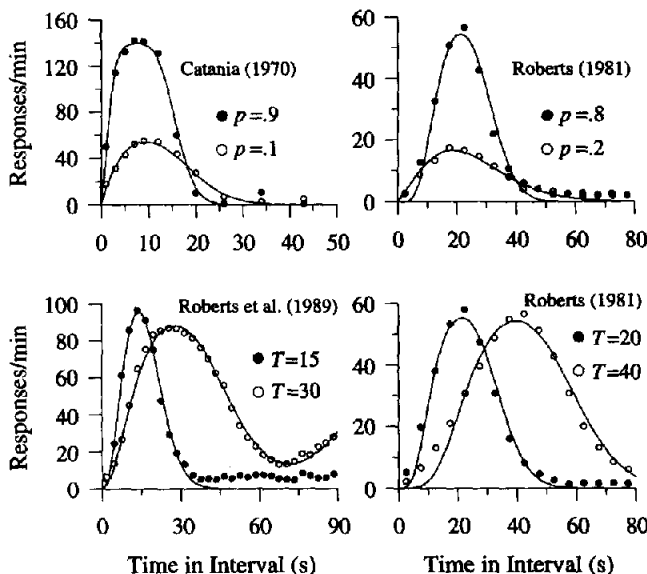 Responses/min
160
120
80
40
0
0 10 20 30 40 50
Catania (1970)
p=.9
p=.1
60
40
20
0
0 20 40 60 80
Roberts (1981)
p=.8
p=.2
Responses/min
100
80
60
40
20
0
0 30 60 90
Roberts et al. (1989)
T=15
T=30
Time in Interval (s)
60
40
20
0
0 20 40 60 80
Roberts (1981)
T=20
T=40
Time in Interval (s)